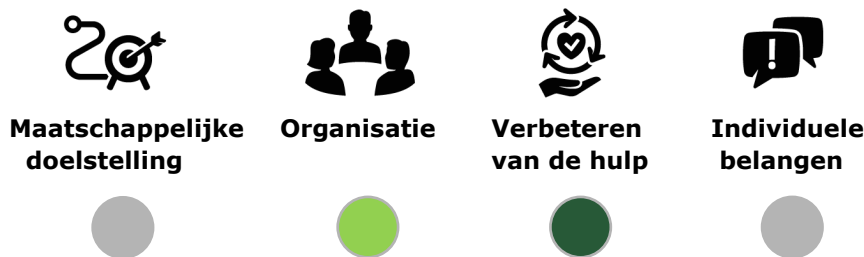 Maatschappelijke
doelstelling
Organisatie
Verbeteren
van de hulp
Individuele
belangen